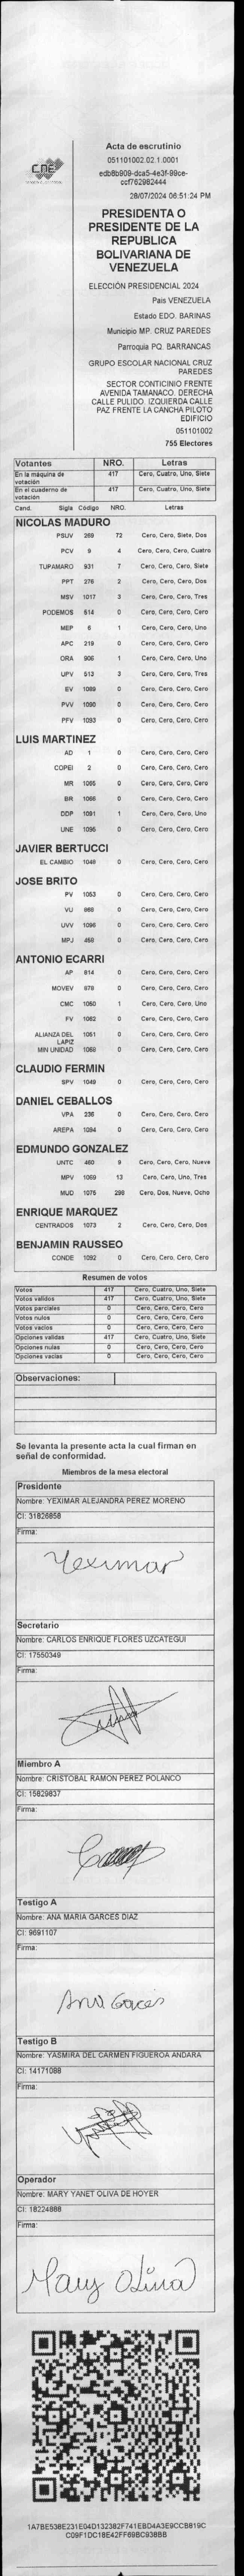 Acta de escrutinio
051101002.02.1.0001
edb8b909-dca5-4e3f-99ce-
ccf762982444
28/07/2024 06:51:24 PM
CNE
PRESIDENTA O
PRESIDENTE DE LA
REPUBLICA
BOLIVARIANA DE
VENEZUELA
ELECCIÓN PRESIDENCIAL 2024
Pais VENEZUELA
Estado EDO. BARINAS
Municipio MP. CRUZ PAREDES
Parroquia PQ. BARRANCAS
GRUPO ESCOLAR NACIONAL CRUZ
PAREDES
SECTOR CONTICINIO FRENTE
AVENIDA TAMANACO. DERECHA
CALLE PULIDO. IZQUIERDA CALLE
PAZ FRENTE LA CANCHA PILOTO
EDIFICIO
051101002
755 Electores
Votantes NRO. Letras
En la máquina de votación 417 Cero, Cuatro, Uno, Siete
En el cuaderno de votación 417 Cero, Cuatro, Uno, Siete
Cand. Sigla Código NRO. Letras
NICOLAS MADURO
PSUV 269 72 Cero, Cero, Siete, Dos
PCV 9 4 Cero, Cero, Cero, Cuatro
TUPAMARO 931 7 Cero, Cero, Cero, Siete
PPT 276 2 Cero, Cero, Cero, Dos
MSV 1017 3 Cero, Cero, Cero, Tres
PODEMOS 514 0 Cero, Cero, Cero, Cero
MEP 6 1 Cero, Cero, Cero, Uno
APC 219 0 Cero, Cero, Cero, Cero
ORA 906 1 Cero, Cero, Cero, Uno
UPV 513 3 Cero, Cero, Cero, Tres
EV 1089 0 Cero, Cero, Cero, Cero
PVV 1090 0 Cero, Cero, Cero, Cero
PFV 1093 0 Cero, Cero, Cero, Cero
LUIS MARTINEZ
AD 1 0 Cero, Cero, Cero, Cero
COPEI 2 0 Cero, Cero, Cero, Cero
MR 1065 0 Cero, Cero, Cero, Cero
BR 1066 0 Cero, Cero, Cero, Cero
DDP 1091 1 Cero, Cero, Cero, Uno
UNE 1095 0 Cero, Cero, Cero, Cero
JAVIER BERTUCCI
EL CAMBIO 1048 0 Cero, Cero, Cero, Cero
JOSE BRITO
PV 1053 0 Cero, Cero, Cero, Cero
VU 868 0 Cero, Cero, Cero, Cero
UVV 1096 0 Cero, Cero, Cero, Cero
MPJ 458 0 Cero, Cero, Cero, Cero
ANTONIO ECARRI
AP 814 0 Cero, Cero, Cero, Cero
MOVEV 878 0 Cero, Cero, Cero, Cero
CMC 1050 1 Cero, Cero, Cero, Uno
FV 1062 0 Cero, Cero, Cero, Cero
ALIANZA DEL LAPIZ 1051 0 Cero, Cero, Cero, Cero
MIN UNIDAD 1068 0 Cero, Cero, Cero, Cero
CLAUDIO FERMIN
SPV 1049 0 Cero, Cero, Cero, Cero
DANIEL CEBALLOS
VPA 236 0 Cero, Cero, Cero, Cero
AREPA 1094 0 Cero, Cero, Cero, Cero
EDMUNDO GONZALEZ
UNTC 460 9 Cero, Cero, Cero, Nueve
MPV 1069 13 Cero, Cero, Uno, Tres
MUD 1075 298 Cero, Dos, Nueve, Ocho
ENRIQUE MARQUEZ
CENTRADOS 1073 2 Cero, Cero, Cero, Dos
BENJAMIN RAUSSEO
CONDE 1092 0 Cero, Cero, Cero, Cero
Resumen de votos
Votos 417 Cero, Cuatro, Uno, Siete
Votos validos 417 Cero, Cuatro, Uno, Siete
Votos parciales 0 Cero, Cero, Cero, Cero
Votos nulos 0 Cero, Cero, Cero, Cero
Votos vacios 0 Cero, Cero, Cero, Cero
Opciones validas 417 Cero, Cuatro, Uno, Siete
Opciones nulas 0 Cero, Cero, Cero, Cero
Opciones vacias 0 Cero, Cero, Cero, Cero
Observaciones:
Se levanta la presente acta la cual firman en
señal de conformidad.
Miembros de la mesa electoral
Presidente
Nombre: YEXIMAR ALEJANDRA PEREZ MORENO
CI: 31826858
Firma:
Yeximar
Secretario
Nombre: CARLOS ENRIQUE FLORES UZCATEGUI
CI: 17550349
Firma:
Miembro A
Nombre: CRISTOBAL RAMON PEREZ POLANCO
CI: 15829837
Firma:
Testigo A
Nombre: ANA MARIA GARCES DIAZ
CI: 9691107
Firma:
Ana Garces
Testigo B
Nombre: YASMIRA DEL CARMEN FIGUEROA ANDARA
CI: 14171088
Firma:
Operador
Nombre: MARY YANET OLIVA DE HOYER
CI: 18224888
Firma:
Mary Oliva
1A7BE538E231E04D132382F741EBD4A3E9CCB819C
C09F1DC18E42FF69BC938BB